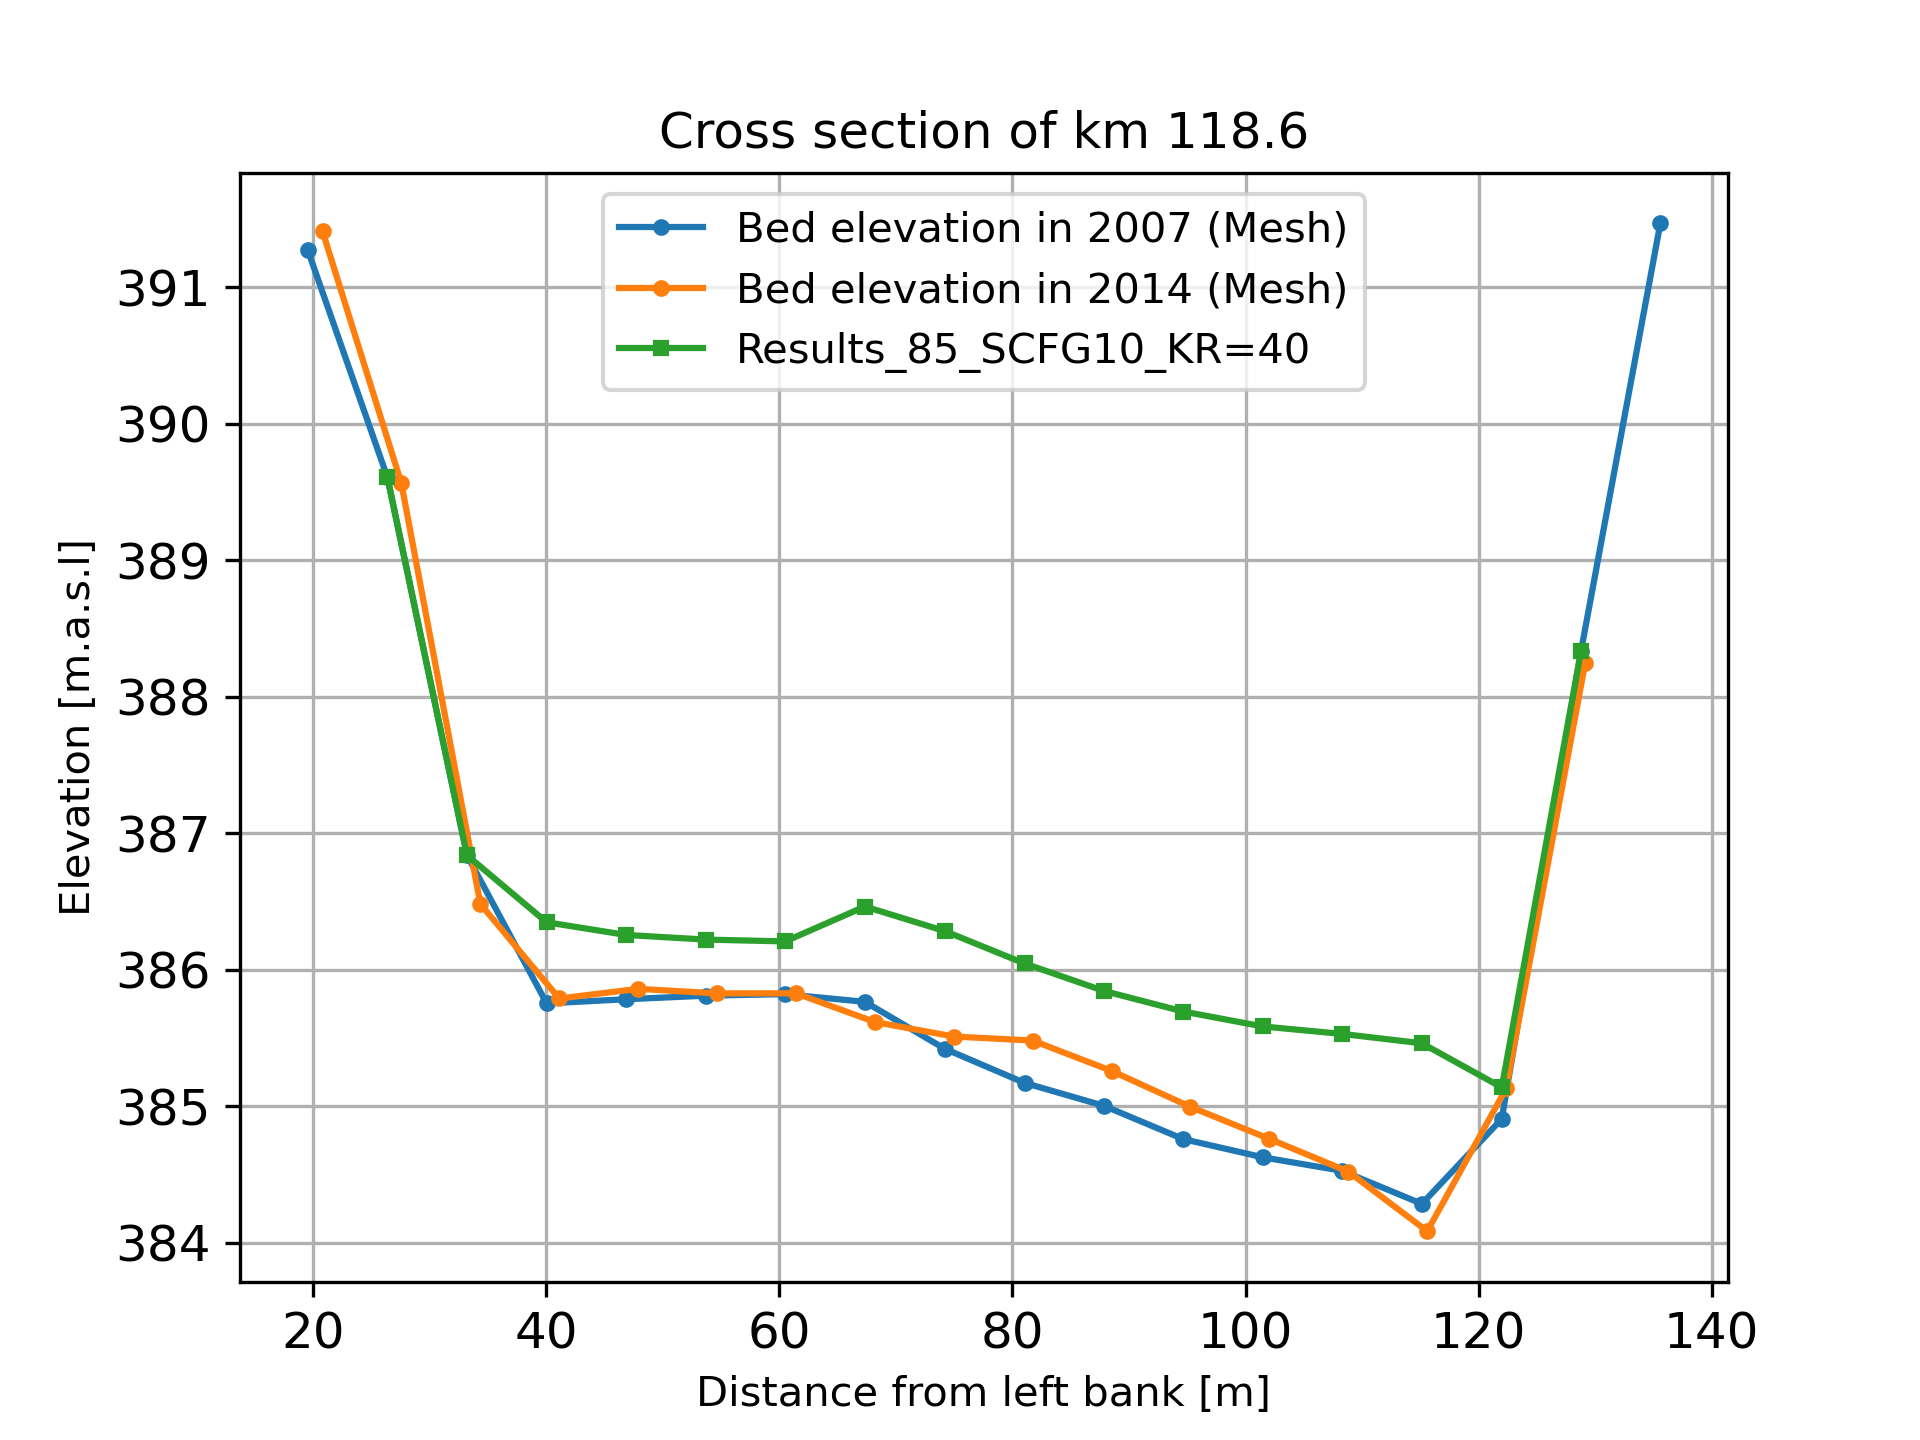 Cross section of km 118.6
Bed elevation in 2007 (Mesh)
Bed elevation in 2014 (Mesh)
Results_85_SCFG10_KR=40
Elevation [m.a.s.l]
391
390
389
388
387
386
385
384
20 40 60 80 100 120 140
Distance from left bank [m]